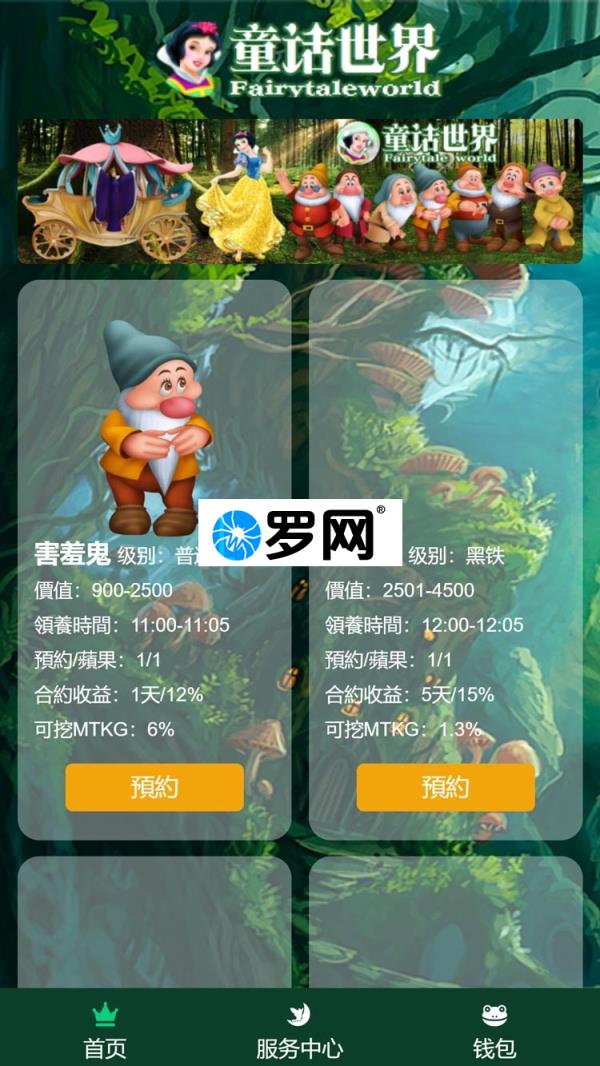 童话世界
Fairytaleworld
童话世界
Fairytale world
罗网®
害羞鬼 级别：普
级别：黑铁
價值：900-2500
價值：2501-4500
領養時間：11:00-11:05
領養時間：12:00-12:05
預約/蘋果：1/1
預約/蘋果：1/1
合約收益：1天/12%
合約收益：5天/15%
可挖MTKG：6%
可挖MTKG：1.3%
預約
預約
首页
服务中心
钱包